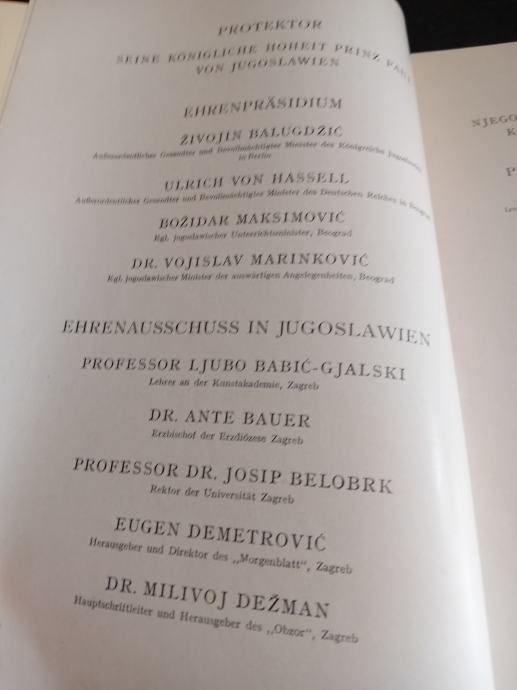 PROTEKTOR
SEINE KÖNIGLICHE HOHEIT PRINZ PAUL
VON JUGOSLAWIEN
EHRENPRÄSIDIUM
ŽIVOJIN BALUGDŽIĆ
Außerordentlicher Gesandter und Bevollmächtigter Minister des Königreichs Jugoslawien
in Berlin
ULRICH VON HASSELL
Außerordentlicher Gesandter und Bevollmächtigter Minister des Deutschen Reiches in Beograd
BOŽIDAR MAKSIMOVIĆ
Kgl. jugoslawischer Unterrichtsminister, Beograd
DR. VOJISLAV MARINKOVIĆ
Kgl. jugoslawischer Minister der auswärtigen Angelegenheiten, Beograd
EHRENAUSSCHUSS IN JUGOSLAWIEN
PROFESSOR LJUBO BABIĆ-GJALSKI
Lehrer an der Kunstakademie, Zagreb
DR. ANTE BAUER
Erzbischof der Erzdiözese Zagreb
PROFESSOR DR. JOSIP BELOBRK
Rektor der Universität Zagreb
EUGEN DEMETROVIĆ
Herausgeber und Direktor des „Morgenblatt“, Zagreb
DR. MILIVOJ DEŽMAN
Hauptschriftleiter und Herausgeber des „Obzor“, Zagreb
NJEGO
K
P